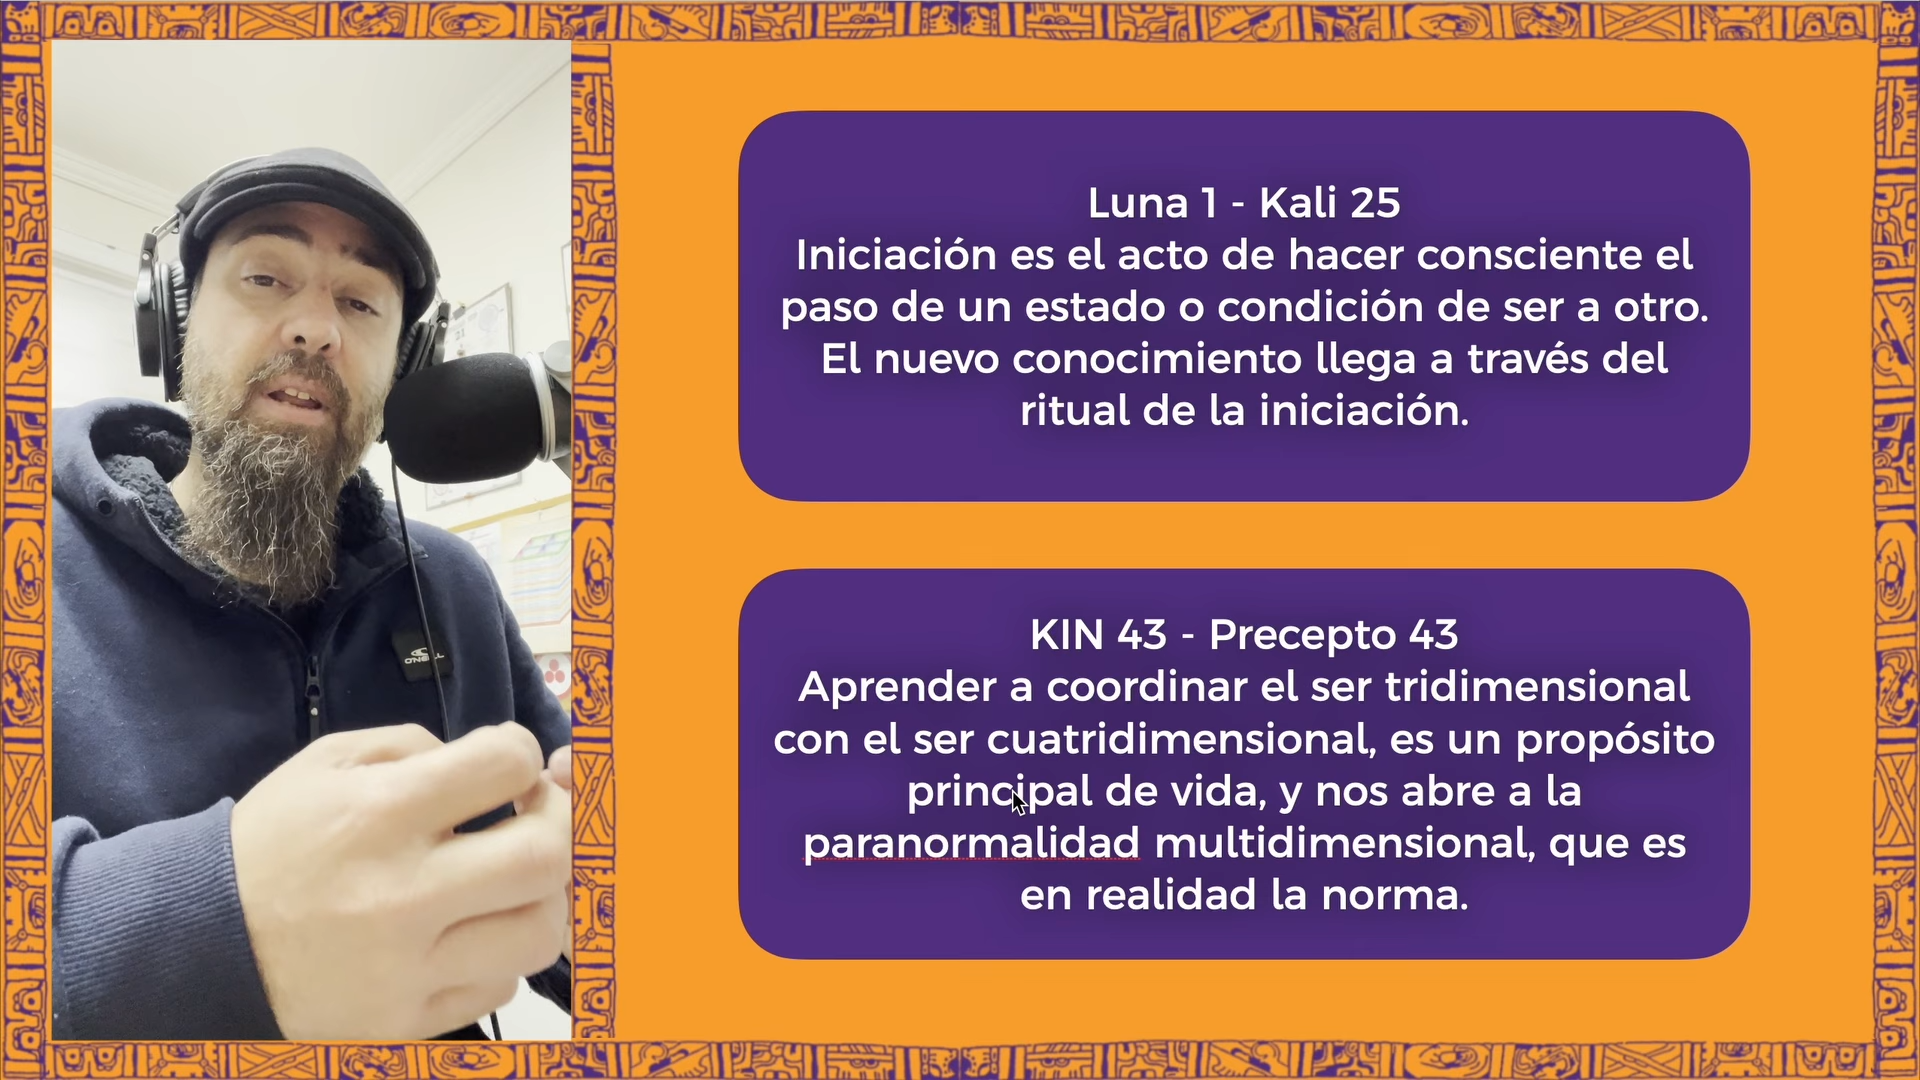 Luna 1 - Kali 25
Iniciación es el acto de hacer consciente el
paso de un estado o condición de ser a otro.
El nuevo conocimiento llega a través del
ritual de la iniciación.
KIN 43 - Precepto 43
Aprender a coordinar el ser tridimensional
con el ser cuatridimensional, es un propósito
principal de vida, y nos abre a la
paranormalidad multidimensional, que es
en realidad la norma.
O'NEILL